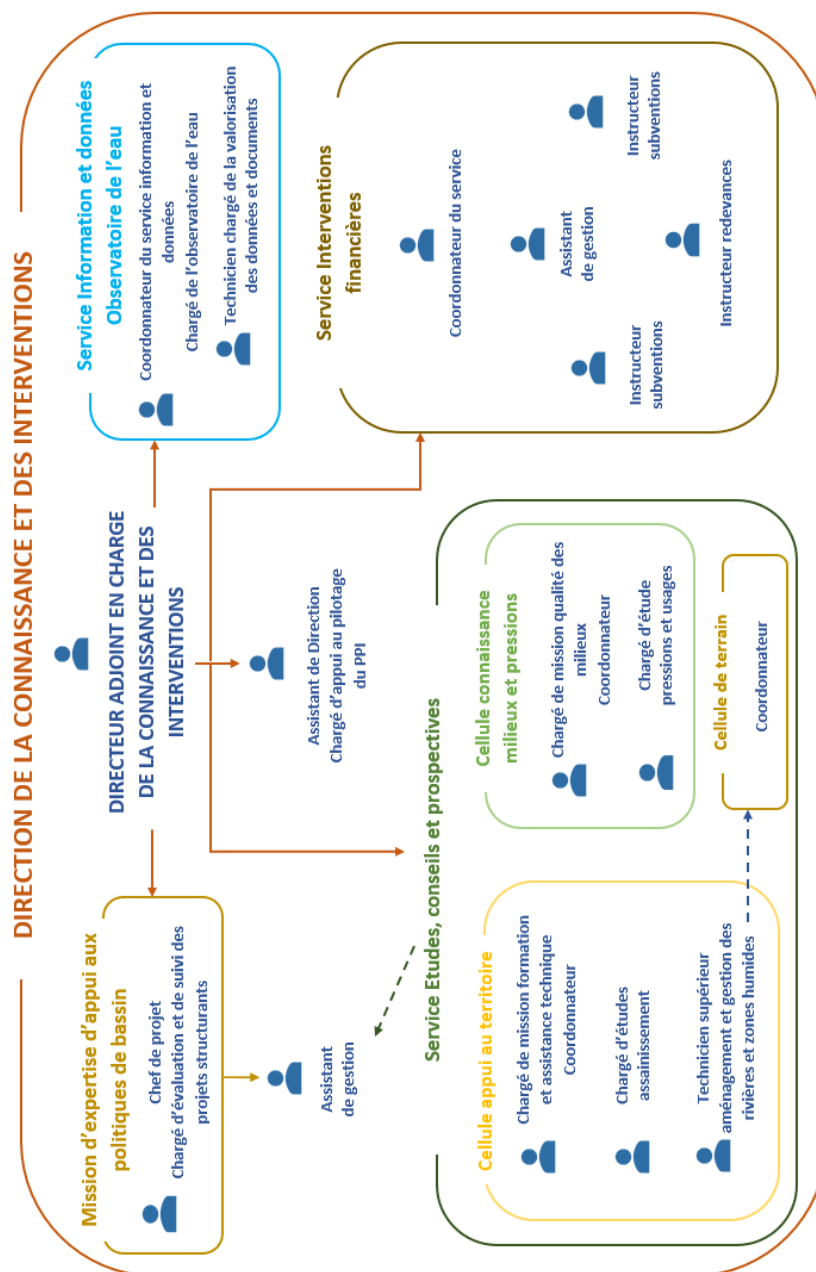 DIRECTION DE LA CONNAISSANCE ET DES INTERVENTIONS
DIRECTEUR ADJOINT EN CHARGE
DE LA CONNAISSANCE ET DES
INTERVENTIONS
Mission d'expertise d'appui aux
politiques de bassin
Chef de projet
Chargé d'évaluation et de suivi des
projets structurants
Assistant
de gestion
Assistant de Direction
Chargé d'appui au pilotage
du PPI
Service Information et données
Observatoire de l'eau
Coordonnateur du service information et
données
Chargé de l'observatoire de l'eau
Technicien chargé de la valorisation
des données et documents
Service Etudes, conseils et prospectives
Cellule appui au territoire
Chargé de mission formation
et assistance technique
Coordonnateur
Chargé d'études
assainissement
Technicien supérieur
aménagement et gestion des
rivières et zones humides
Cellule connaissance
milieux et pressions
Chargé de mission qualité des
milieux
Coordonnateur
Chargé d'étude
pressions et usages
Cellule de terrain
Coordonnateur
Service Interventions
financières
Coordonnateur du service
Assistant
de gestion
Instructeur
subventions
Instructeur
subventions
Instructeur redevances